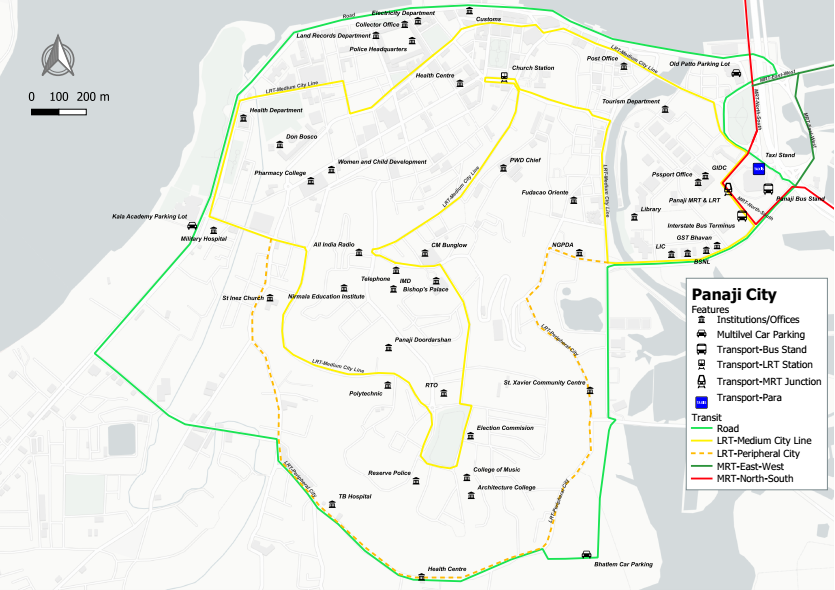 Electricity Department
Road
Customs
Collector Office
Land Records Department
Police Headquarters
LRT-Medium City Line
Post Office
Old Patto Parking Lot
Church Station
Health Centre
MRT-East-West
LRT-Medium City Line
0 100 200 m
Tourism Department
MRT-North-South
MRT-East-West
Health Department
Don Bosco
Taxi Stand
Women and Child Development
PWD Chief
GIDC
Pharmacy College
Pssport Office
LRT-Medium City Line
LRT-Medium City Line
Fudacao Oriente
Panaji MRT & LRT
Panaji Bus Stand
MRT-North-South
Kala Academy Parking Lot
Library
Interstate Bus Terminus
Military Hospital
GST Bhavan
All India Radio
CM Bunglow
NGPDA
LIC
BSNL
Telephone
IMD
Bishop's Palace
St Inez Church
Nirmala Education Institute
Panaji City
Features
Institutions/Offices
Multilvel Car Parking
Transport-Bus Stand
Transport-LRT Station
Transport-MRT Junction
Transport-Para
Transit
Road
LRT-Medium City Line
LRT-Peripheral City
MRT-East-West
MRT-North-South
Panaji Doordarshan
LRT-Peripheral City
LRT-Medium City Line
Polytechnic
RTO
St. Xavier Community Centre
Election Commision
LRT-Peripheral City
Reserve Police
College of Music
Architecture College
TB Hospital
LRT-Peripheral City
Health Centre
Bhatlem Car Parking